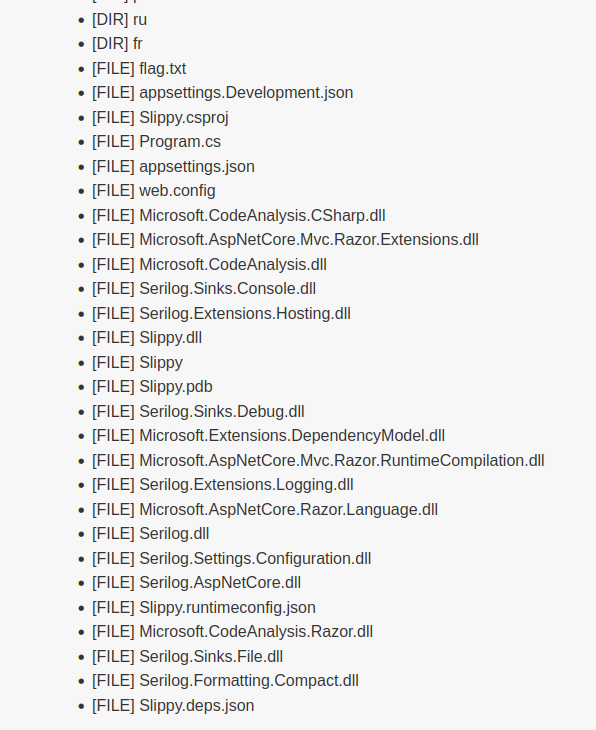 [DIR] ru
[DIR] fr
[FILE] flag.txt
[FILE] appsettings.Development.json
[FILE] Slippy.csproj
[FILE] Program.cs
[FILE] appsettings.json
[FILE] web.config
[FILE] Microsoft.CodeAnalysis.CSharp.dll
[FILE] Microsoft.AspNetCore.Mvc.Razor.Extensions.dll
[FILE] Microsoft.CodeAnalysis.dll
[FILE] Serilog.Sinks.Console.dll
[FILE] Serilog.Extensions.Hosting.dll
[FILE] Slippy.dll
[FILE] Slippy
[FILE] Slippy.pdb
[FILE] Serilog.Sinks.Debug.dll
[FILE] Microsoft.Extensions.DependencyModel.dll
[FILE] Microsoft.AspNetCore.Mvc.Razor.RuntimeCompilation.dll
[FILE] Serilog.Extensions.Logging.dll
[FILE] Microsoft.AspNetCore.Razor.Language.dll
[FILE] Serilog.dll
[FILE] Serilog.Settings.Configuration.dll
[FILE] Serilog.AspNetCore.dll
[FILE] Slippy.runtimeconfig.json
[FILE] Microsoft.CodeAnalysis.Razor.dll
[FILE] Serilog.Sinks.File.dll
[FILE] Serilog.Formatting.Compact.dll
[FILE] Slippy.deps.json